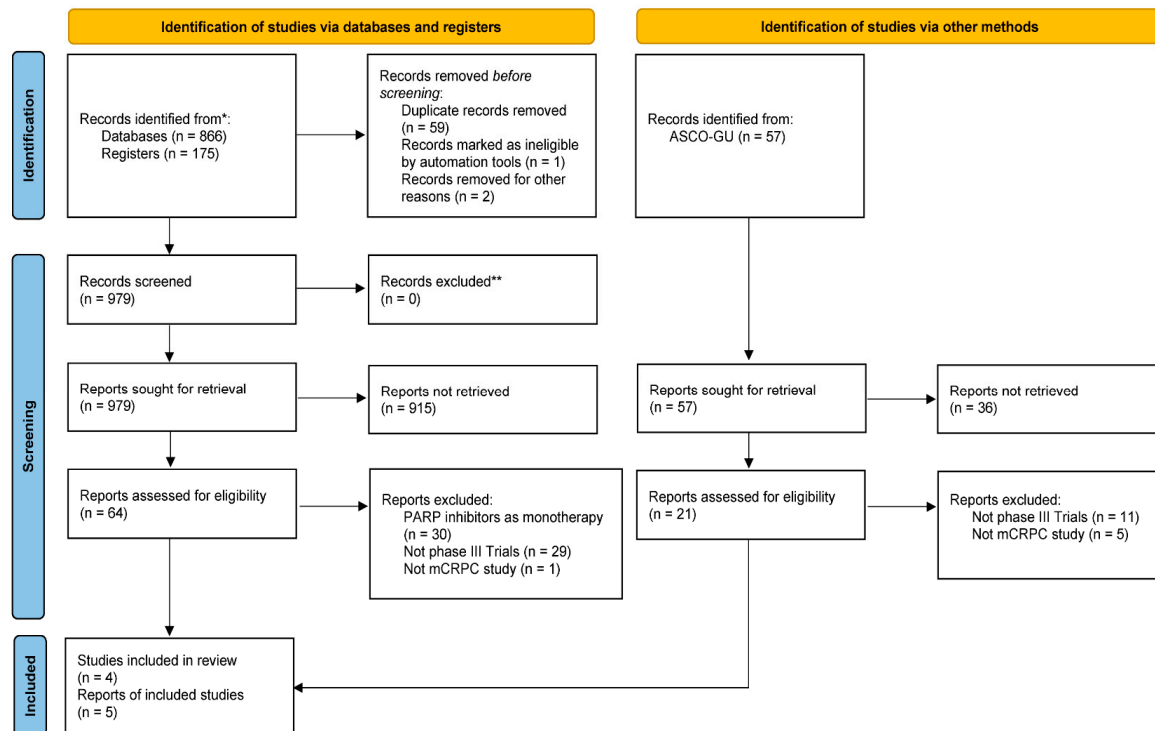 Identification of studies via databases and registers
Identification of studies via other methods
Identification
Records identified from*:
Databases (n = 866)
Registers (n = 175)
Records removed before
screening:
Duplicate records removed
(n = 59)
Records marked as ineligible
by automation tools (n = 1)
Records removed for other
reasons (n = 2)
Records identified from:
ASCO-GU (n = 57)
Screening
Records screened
(n = 979)
Records excluded**
(n = 0)
Reports sought for retrieval
(n = 979)
Reports not retrieved
(n = 915)
Reports sought for retrieval
(n = 57)
Reports not retrieved
(n = 36)
Reports assessed for eligibility
(n = 64)
Reports excluded:
PARP inhibitors as monotherapy
(n = 30)
Not phase III Trials (n = 29)
Not mCRPC study (n = 1)
Reports assessed for eligibility
(n = 21)
Reports excluded:
Not phase III Trials (n = 11)
Not mCRPC study (n = 5)
Included
Studies included in review
(n = 4)
Reports of included studies
(n = 5)